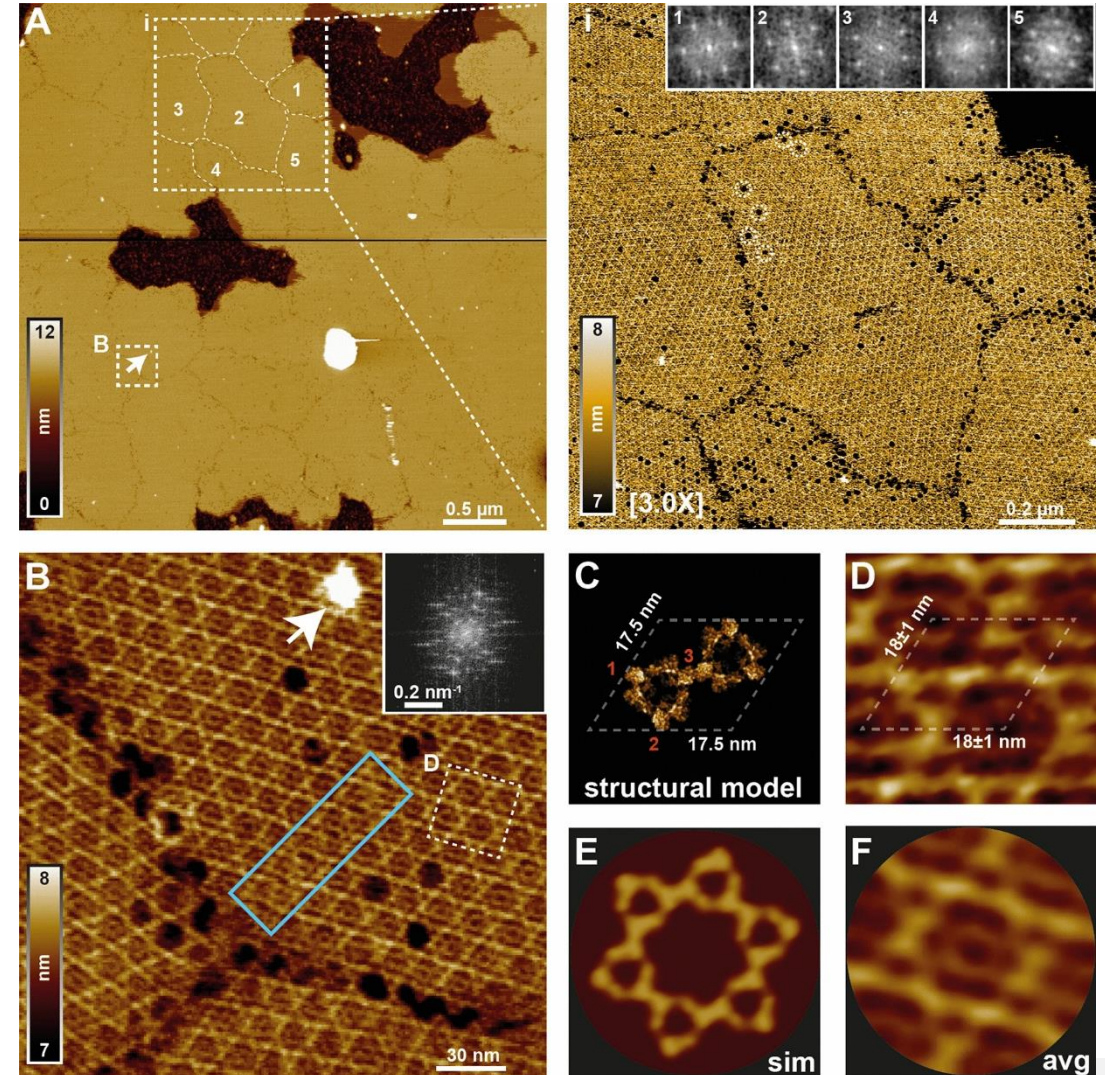 A
i
1
2
3
4
5
B
12
nm
0
0.5 µm
i
1
2
3
4
5
8
nm
7
[3.0X]
0.2 µm
B
0.2 nm-1
D
8
nm
7
30 nm
C
17.5 nm
1
3
2
17.5 nm
structural model
D
18±1 nm
18±1 nm
E
sim
F
avg